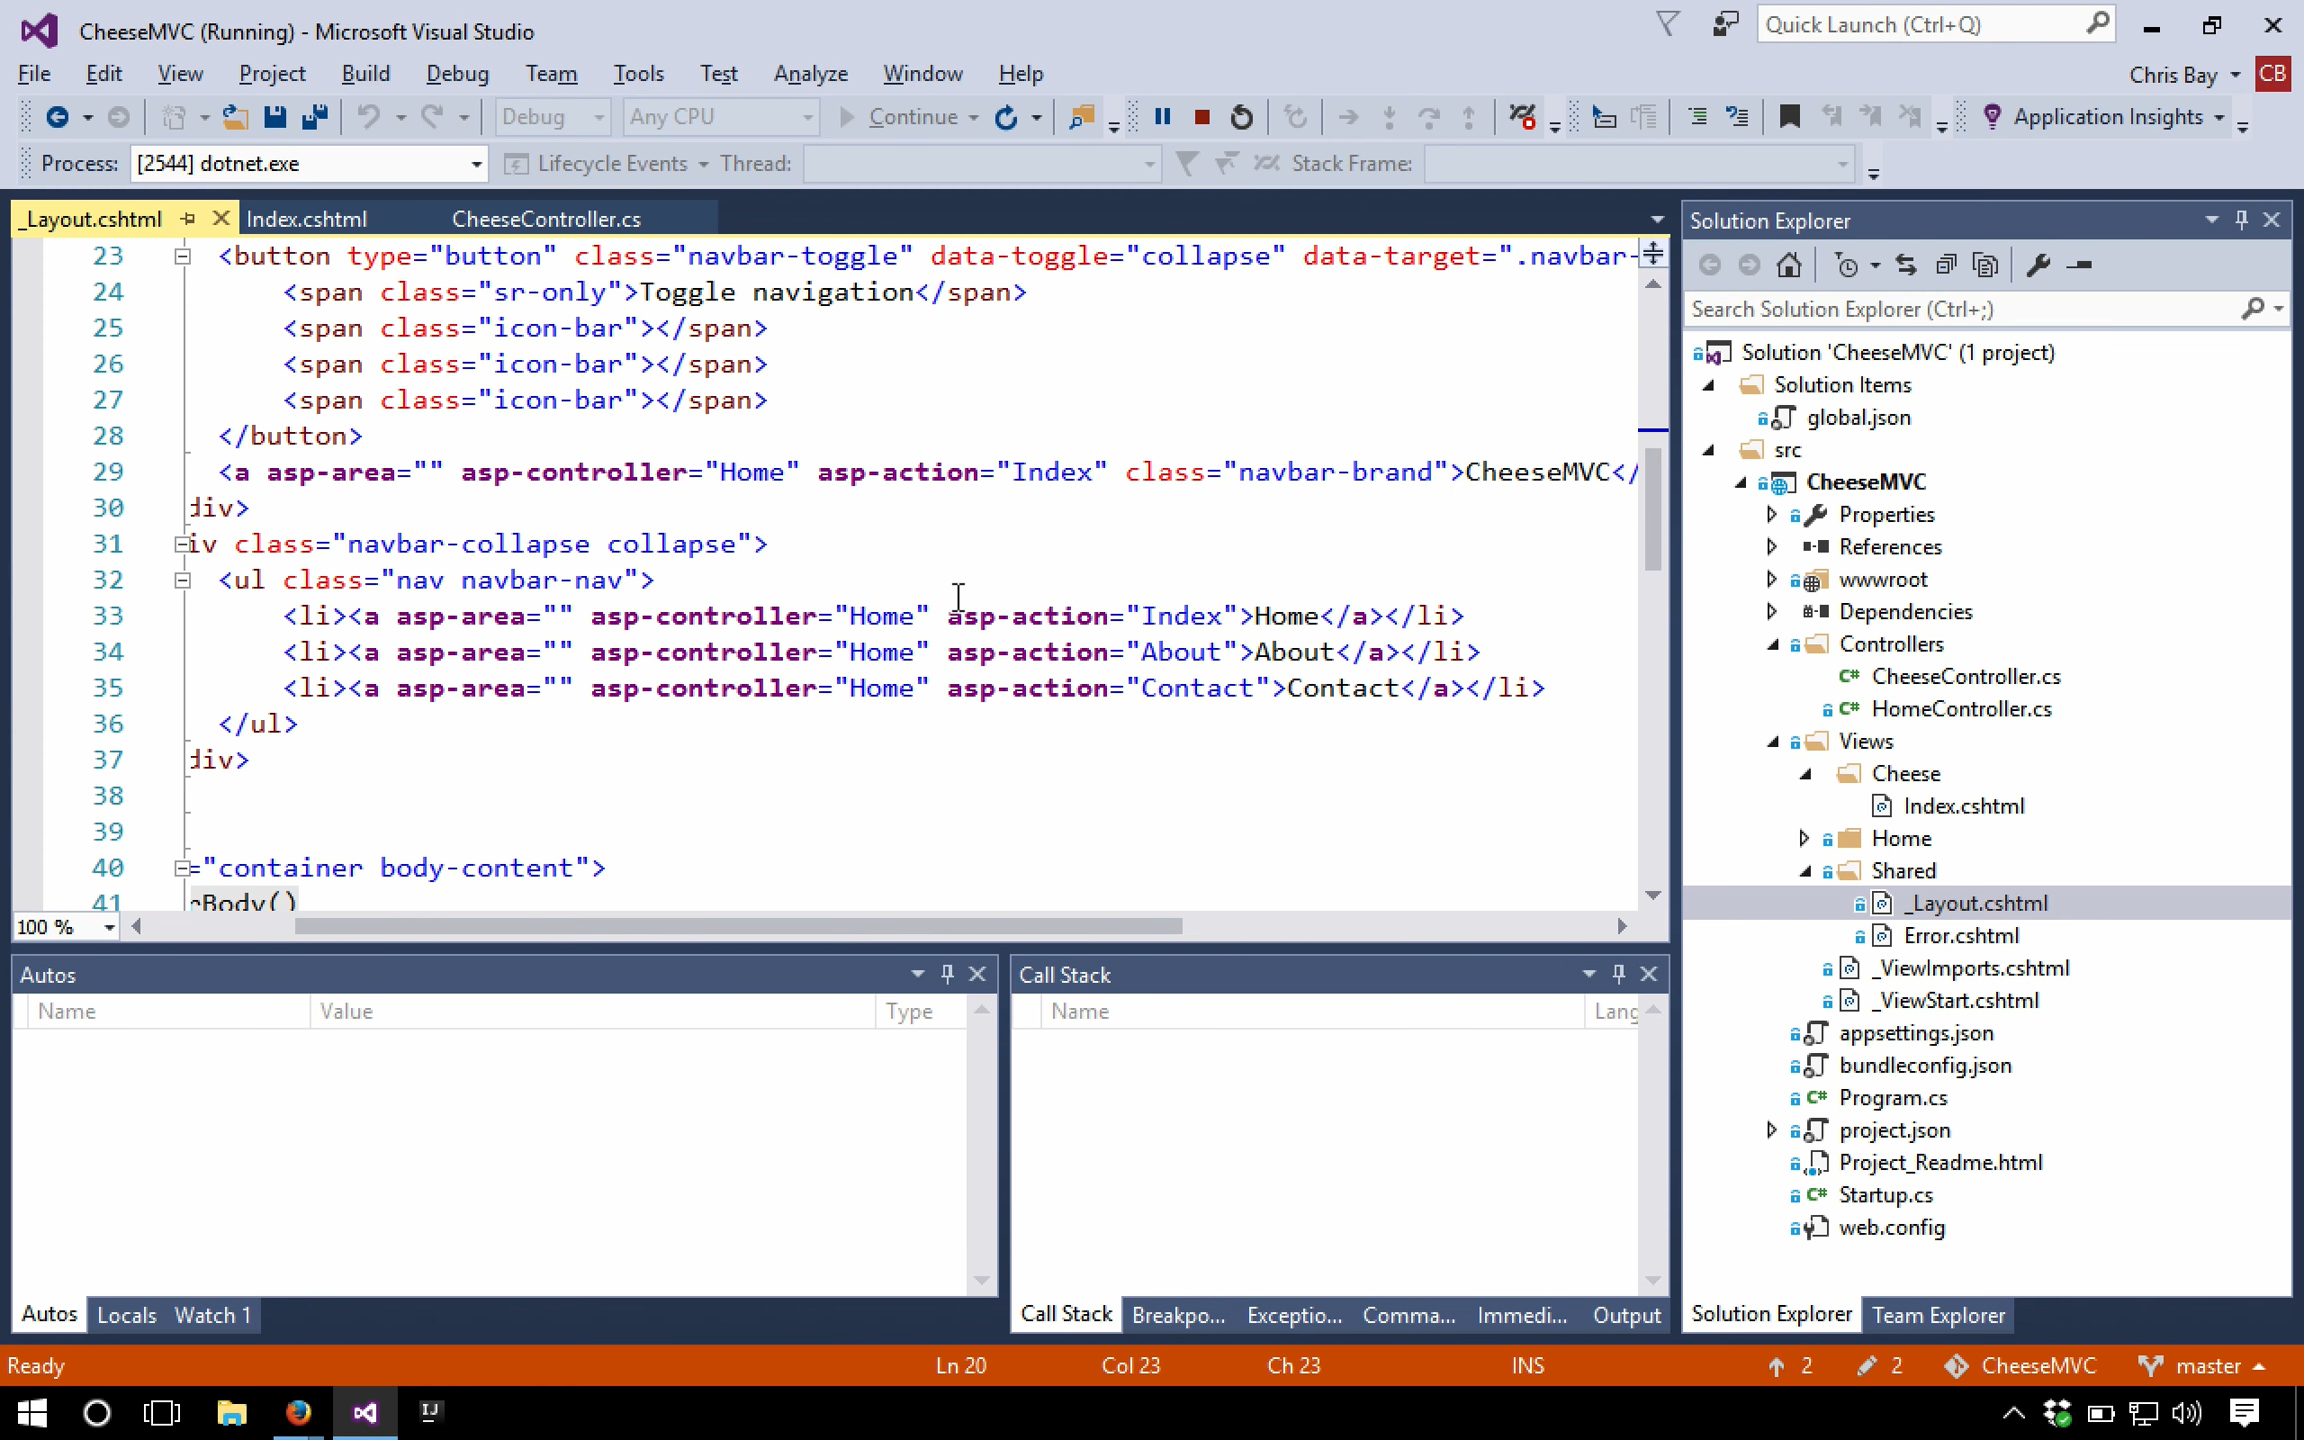 CheeseMVC (Running) - Microsoft Visual Studio
Quick Launch (Ctrl+Q)
File Edit View Project Build Debug Team Tools Test Analyze Window Help
Chris Bay CB
Debug Any CPU Continue Application Insights
Process: [2544] dotnet.exe Lifecycle Events Thread: Stack Frame:
_Layout.cshtml Index.cshtml CheeseController.cs
23 <button type="button" class="navbar-toggle" data-toggle="collapse" data-target=".navbar-
24 <span class="sr-only">Toggle navigation</span>
25 <span class="icon-bar"></span>
26 <span class="icon-bar"></span>
27 <span class="icon-bar"></span>
28 </button>
29 <a asp-area="" asp-controller="Home" asp-action="Index" class="navbar-brand">CheeseMVC</
30 div>
31 iv class="navbar-collapse collapse">
32 <ul class="nav navbar-nav">
33 <li><a asp-area="" asp-controller="Home" asp-action="Index">Home</a></li>
34 <li><a asp-area="" asp-controller="Home" asp-action="About">About</a></li>
35 <li><a asp-area="" asp-controller="Home" asp-action="Contact">Contact</a></li>
36 </ul>
37 div>
38
39
40 ="container body-content">
41 rBody()
100 %
Solution Explorer
Search Solution Explorer (Ctrl+;)
Solution 'CheeseMVC' (1 project)
Solution Items
global.json
src
CheeseMVC
Properties
References
wwwroot
Dependencies
Controllers
C# CheeseController.cs
C# HomeController.cs
Views
Cheese
Index.cshtml
Home
Shared
_Layout.cshtml
Error.cshtml
_ViewImports.cshtml
_ViewStart.cshtml
appsettings.json
bundleconfig.json
C# Program.cs
project.json
Project_Readme.html
C# Startup.cs
web.config
Solution Explorer Team Explorer
Autos
Name Value Type
Autos Locals Watch 1
Call Stack
Name Lang
Call Stack Breakpo... Exceptio... Comma... Immedi... Output
Ready Ln 20 Col 23 Ch 23 INS 2 2 CheeseMVC master
IJ